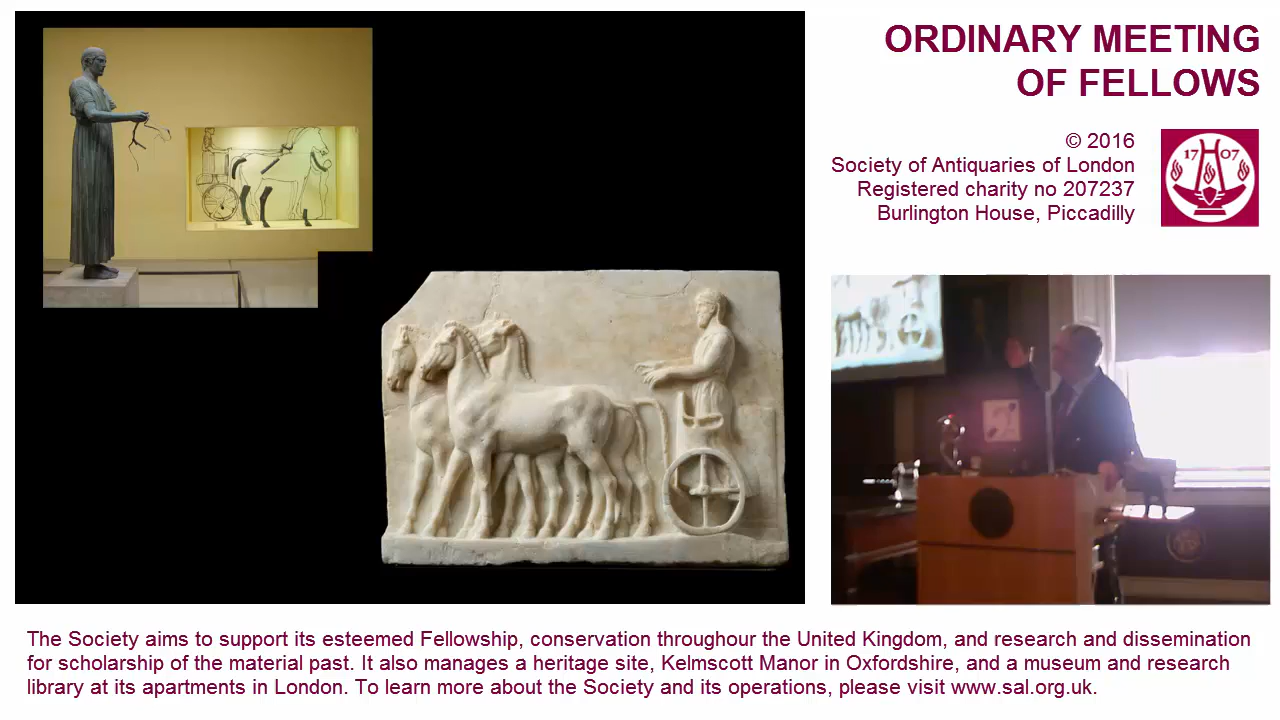 ORDINARY MEETING
OF FELLOWS
© 2016
Society of Antiquaries of London
Registered charity no 207237
Burlington House, Piccadilly
17 07
The Society aims to support its esteemed Fellowship, conservation throughour the United Kingdom, and research and dissemination
for scholarship of the material past. It also manages a heritage site, Kelmscott Manor in Oxfordshire, and a museum and research
library at its apartments in London. To learn more about the Society and its operations, please visit www.sal.org.uk.